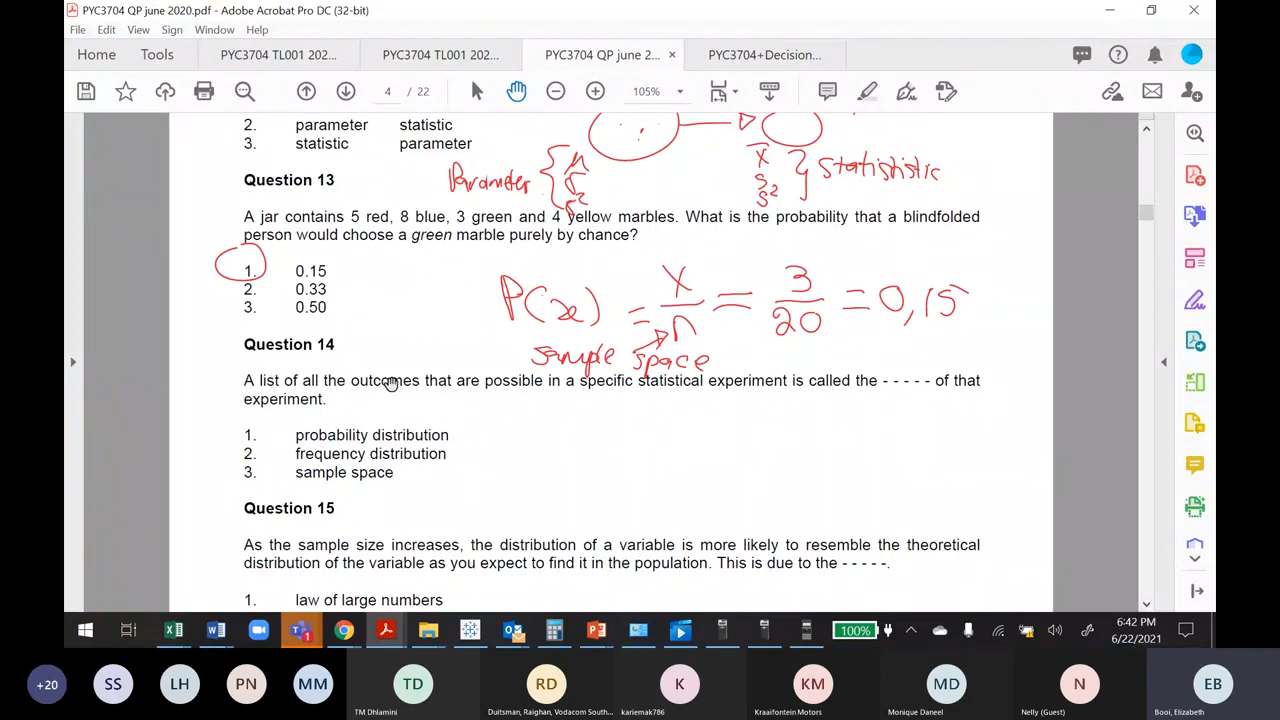 PYC3704 QP june 2020.pdf - Adobe Acrobat Pro DC (32-bit)
File Edit View Sign Window Help
Home Tools PYC3704 TL001 202... PYC3704 TL001 202... PYC3704 QP june 2... × PYC3704+Decision...
4 / 22 105%
2. parameter statistic
3. statistic parameter
Parameter { μ σ σ² x̄ s s² } Statististic
Question 13
A jar contains 5 red, 8 blue, 3 green and 4 yellow marbles. What is the probability that a blindfolded
person would choose a green marble purely by chance?
1. 0.15
2. 0.33
3. 0.50
P(x) = x/n = 3/20 = 0,15
sample space
Question 14
A list of all the outcomes that are possible in a specific statistical experiment is called the - - - - - of that
experiment.
1. probability distribution
2. frequency distribution
3. sample space
Question 15
As the sample size increases, the distribution of a variable is more likely to resemble the theoretical
distribution of the variable as you expect to find it in the population. This is due to the - - - - -.
1. law of large numbers
100% 6:42 PM
6/22/2021
+20 SS LH PN MM TD RD K KM MD N EB
TM Dhlamini Duitsman, Raighan, Vodacom South... kariemak786 Kraaifontein Motors Monique Daneel Nelly (Guest) Booi, Elizabeth